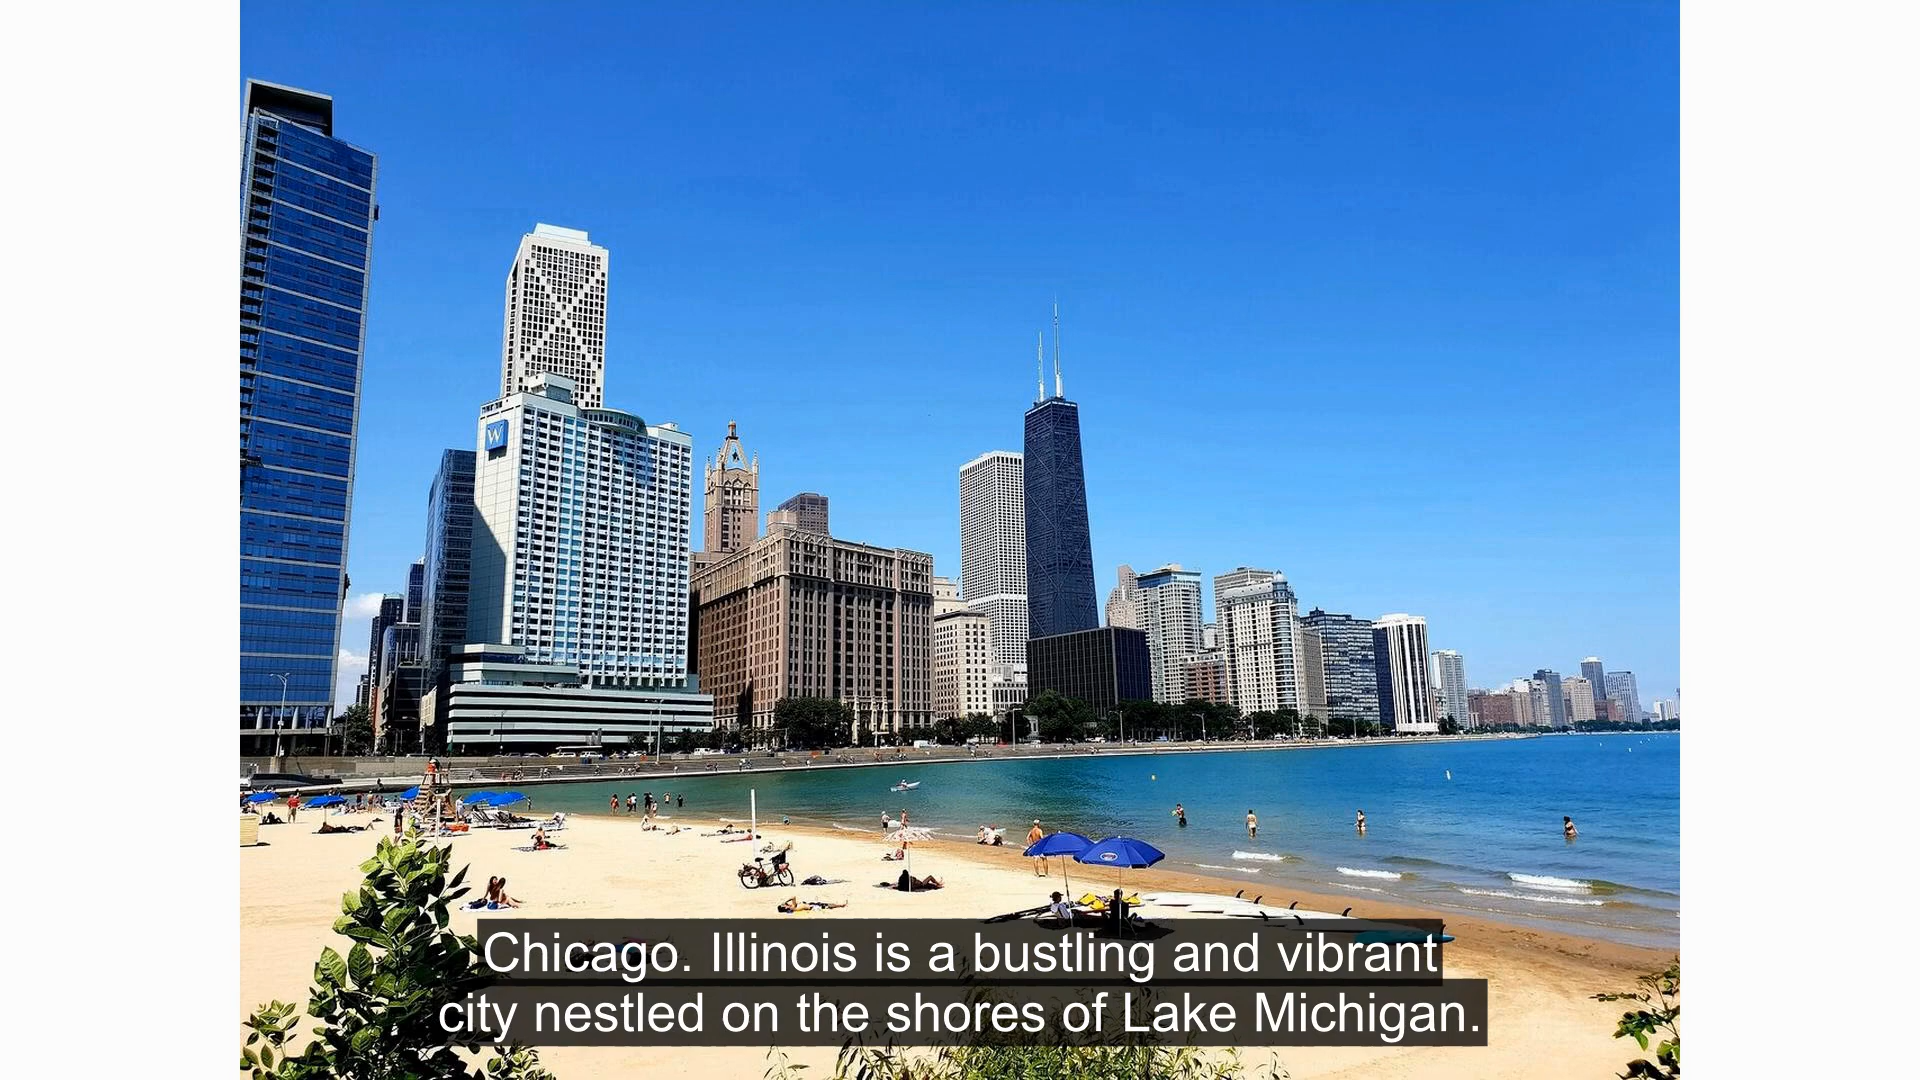 W
Chicago. Illinois is a bustling and vibrant
city nestled on the shores of Lake Michigan.